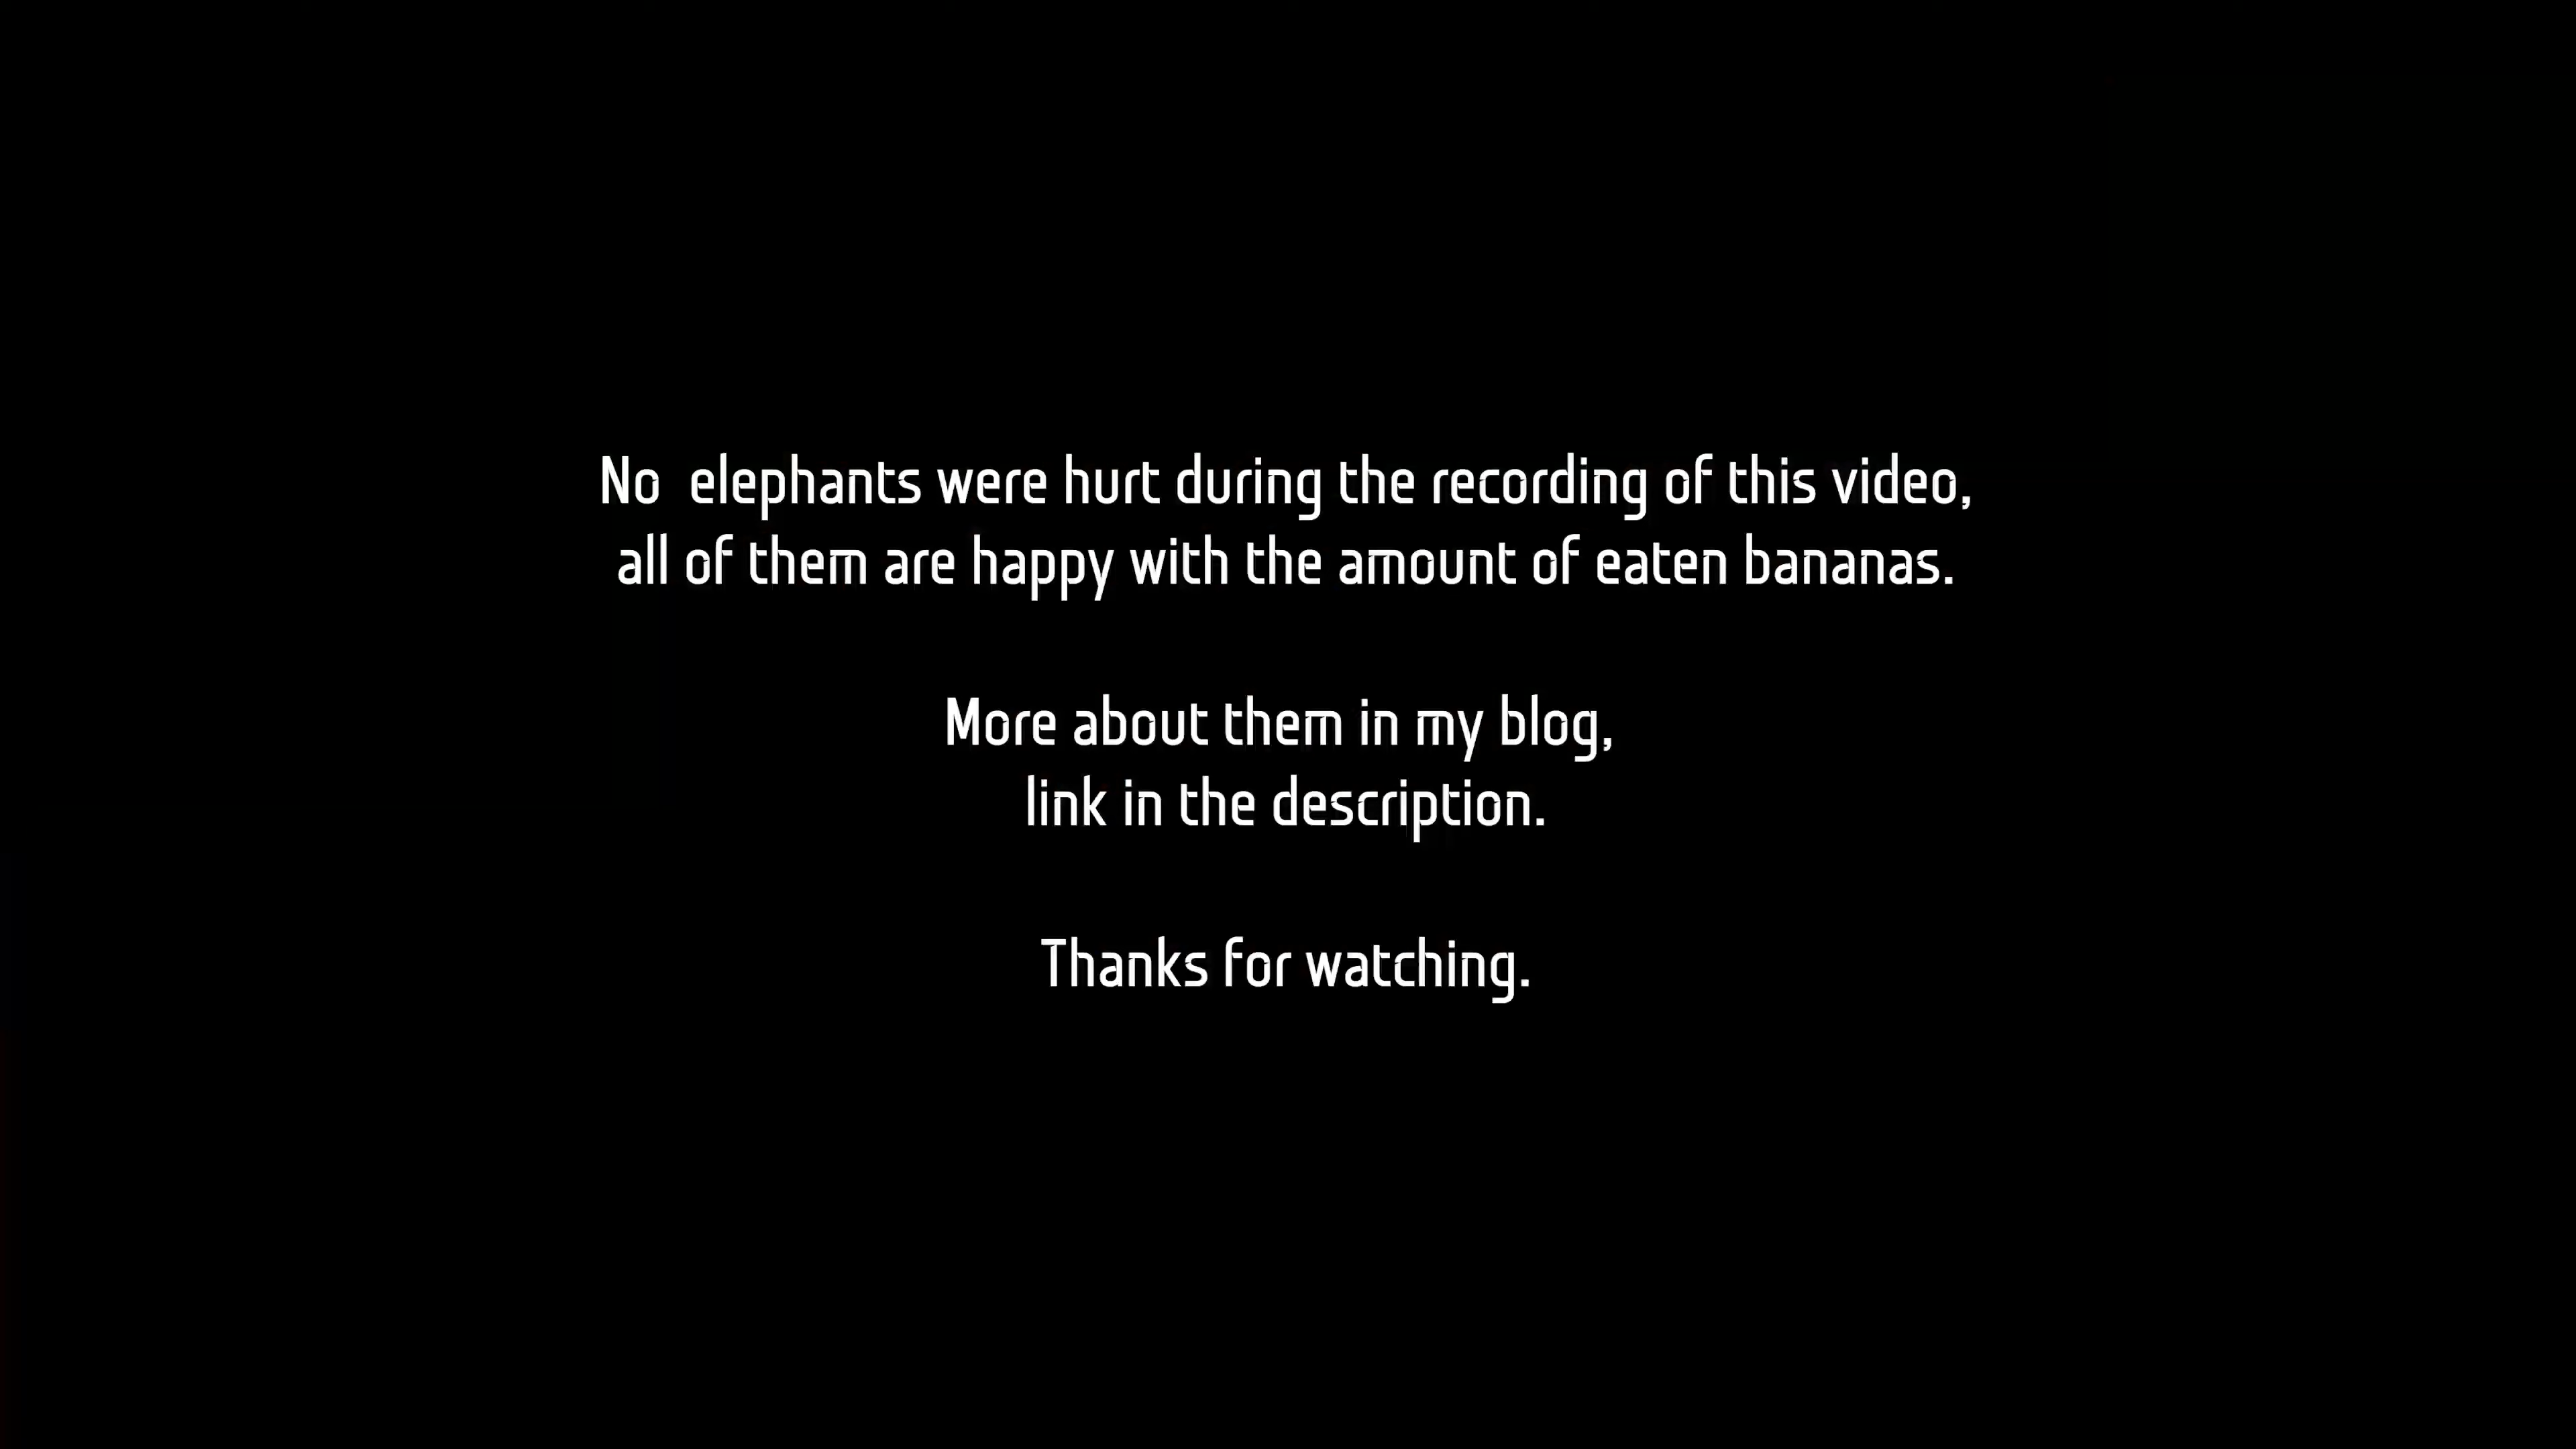 No  elephants were hurt during the recording of this video,
all of them are happy with the amount of eaten bananas.
More about them in my blog,
link in the description.
Thanks for watching.